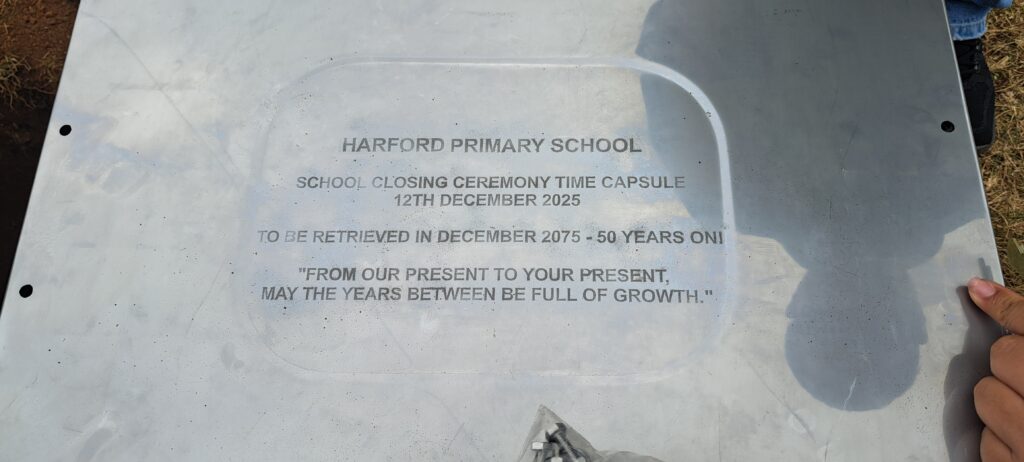 HARFORD PRIMARY SCHOOL
SCHOOL CLOSING CEREMONY TIME CAPSULE
12TH DECEMBER 2025
TO BE RETRIEVED IN DECEMBER 2075 - 50 YEARS ON!
"FROM OUR PRESENT TO YOUR PRESENT,
MAY THE YEARS BETWEEN BE FULL OF GROWTH."